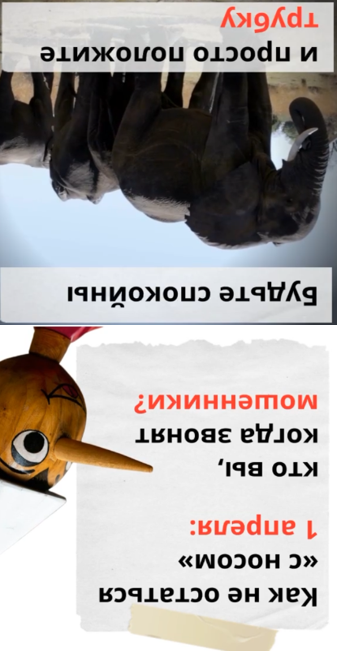 Как не остаться
«с носом»
1 апреля:
кто вы,
когда звонят
мошенники?
Будьте спокойны
и просто положите
трубку